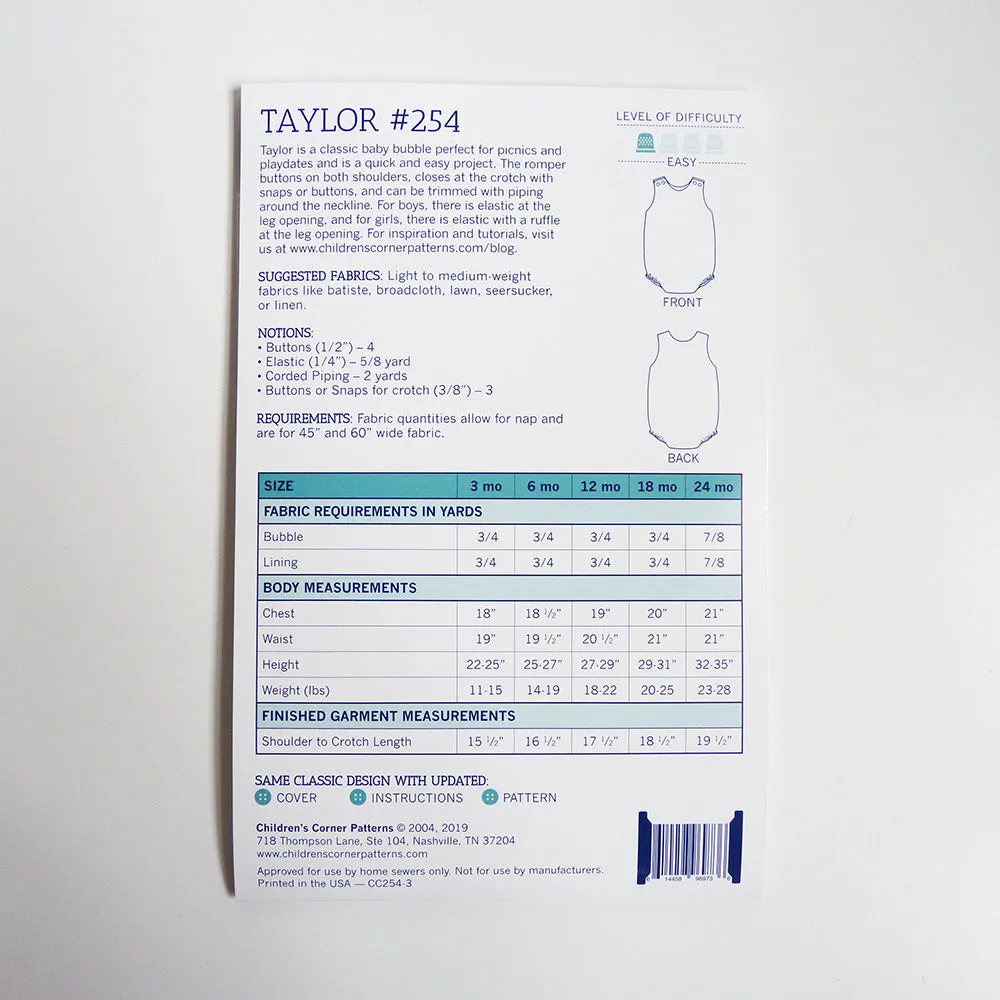 TAYLOR #254
Taylor is a classic baby bubble perfect for picnics and
playdates and is a quick and easy project. The romper
buttons on both shoulders, closes at the crotch with
snaps or buttons, and can be trimmed with piping
around the neckline. For boys, there is elastic at the
leg opening, and for girls, there is elastic with a ruffle
at the leg opening. For inspiration and tutorials, visit
us at www.childrenscornerpatterns.com/blog.
SUGGESTED FABRICS: Light to medium-weight
fabrics like batiste, broadcloth, lawn, seersucker,
or linen.
NOTIONS:
• Buttons (1/2") – 4
• Elastic (1/4") – 5/8 yard
• Corded Piping – 2 yards
• Buttons or Snaps for crotch (3/8") – 3
REQUIREMENTS: Fabric quantities allow for nap and
are for 45" and 60" wide fabric.
LEVEL OF DIFFICULTY
EASY
FRONT
BACK
SIZE 3 mo 6 mo 12 mo 18 mo 24 mo
FABRIC REQUIREMENTS IN YARDS
Bubble 3/4 3/4 3/4 3/4 7/8
Lining 3/4 3/4 3/4 3/4 7/8
BODY MEASUREMENTS
Chest 18" 18 1/2" 19" 20" 21"
Waist 19" 19 1/2" 20 1/2" 21" 21"
Height 22-25" 25-27" 27-29" 29-31" 32-35"
Weight (lbs) 11-15 14-19 18-22 20-25 23-28
FINISHED GARMENT MEASUREMENTS
Shoulder to Crotch Length 15 1/2" 16 1/2" 17 1/2" 18 1/2" 19 1/2"
SAME CLASSIC DESIGN WITH UPDATED:
COVER INSTRUCTIONS PATTERN
Children's Corner Patterns © 2004, 2019
718 Thompson Lane, Ste 104, Nashville, TN 37204
www.childrenscornerpatterns.com
Approved for use by home sewers only. Not for use by manufacturers.
Printed in the USA — CC254-3
14458 96973